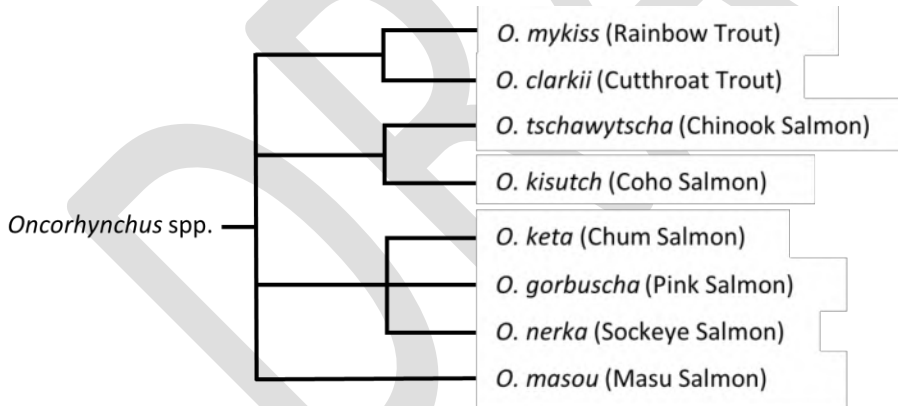 O. mykiss (Rainbow Trout)
O. clarkii (Cutthroat Trout)
O. tschawytscha (Chinook Salmon)
O. kisutch (Coho Salmon)
Oncorhynchus spp.
O. keta (Chum Salmon)
O. gorbuscha (Pink Salmon)
O. nerka (Sockeye Salmon)
O. masou (Masu Salmon)